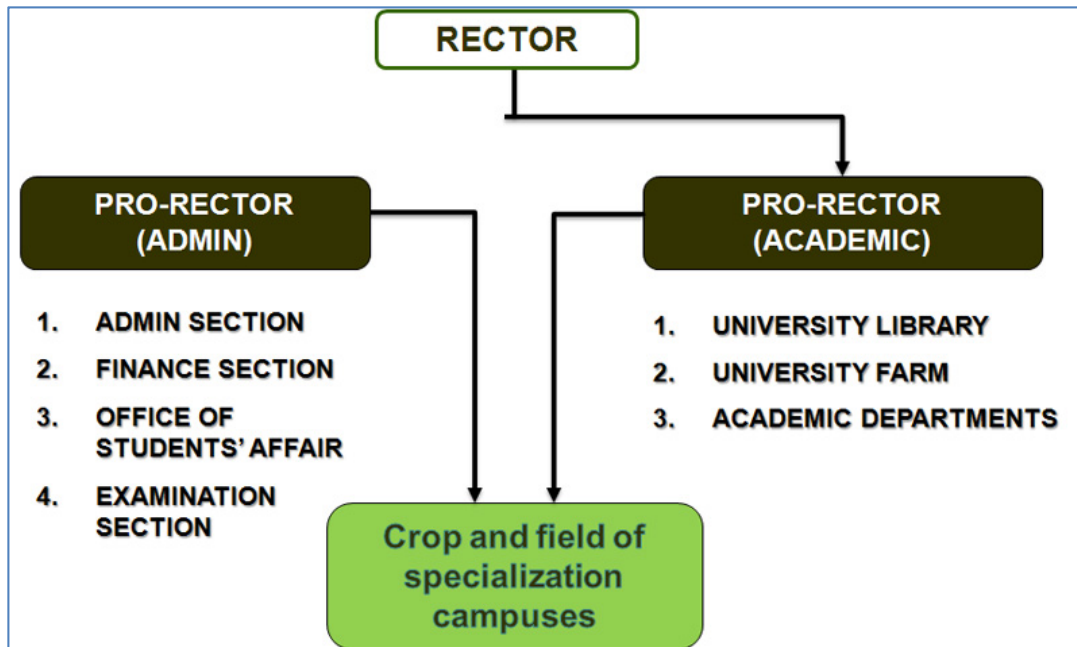 RECTOR
PRO-RECTOR
(ADMIN)
1. ADMIN SECTION
2. FINANCE SECTION
3. OFFICE OF
STUDENTS' AFFAIR
4. EXAMINATION
SECTION
PRO-RECTOR
(ACADEMIC)
1. UNIVERSITY LIBRARY
2. UNIVERSITY FARM
3. ACADEMIC DEPARTMENTS
Crop and field of
specialization
campuses